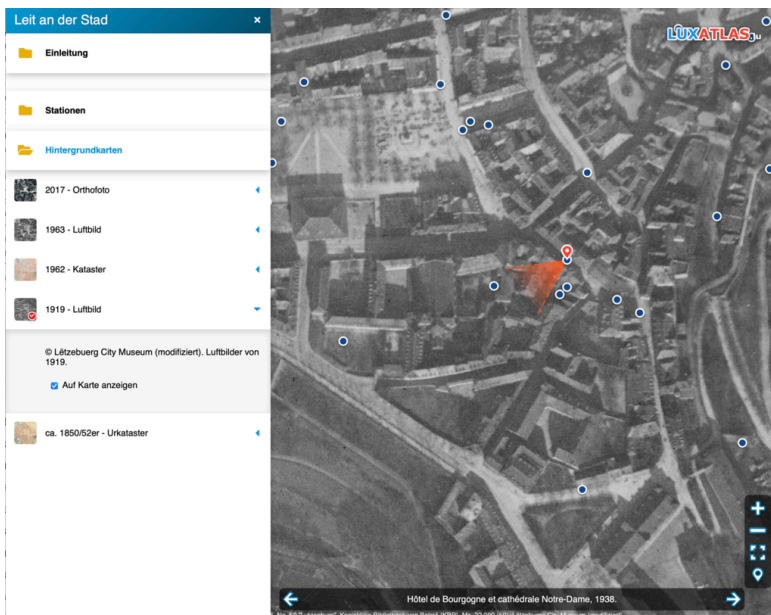 Leit an der Stad
×
LUXATLAS.lu
Einleitung
Stationen
Hintergrundkarten
2017 - Orthofoto
1963 - Luftbild
1962 - Kataster
1919 - Luftbild
© Lëtzebuerg City Museum (modifiziert). Luftbilder von
1919.
Auf Karte anzeigen
ca. 1850/52er - Urkataster
Hôtel de Bourgogne et cathédrale Notre-Dame, 1938.